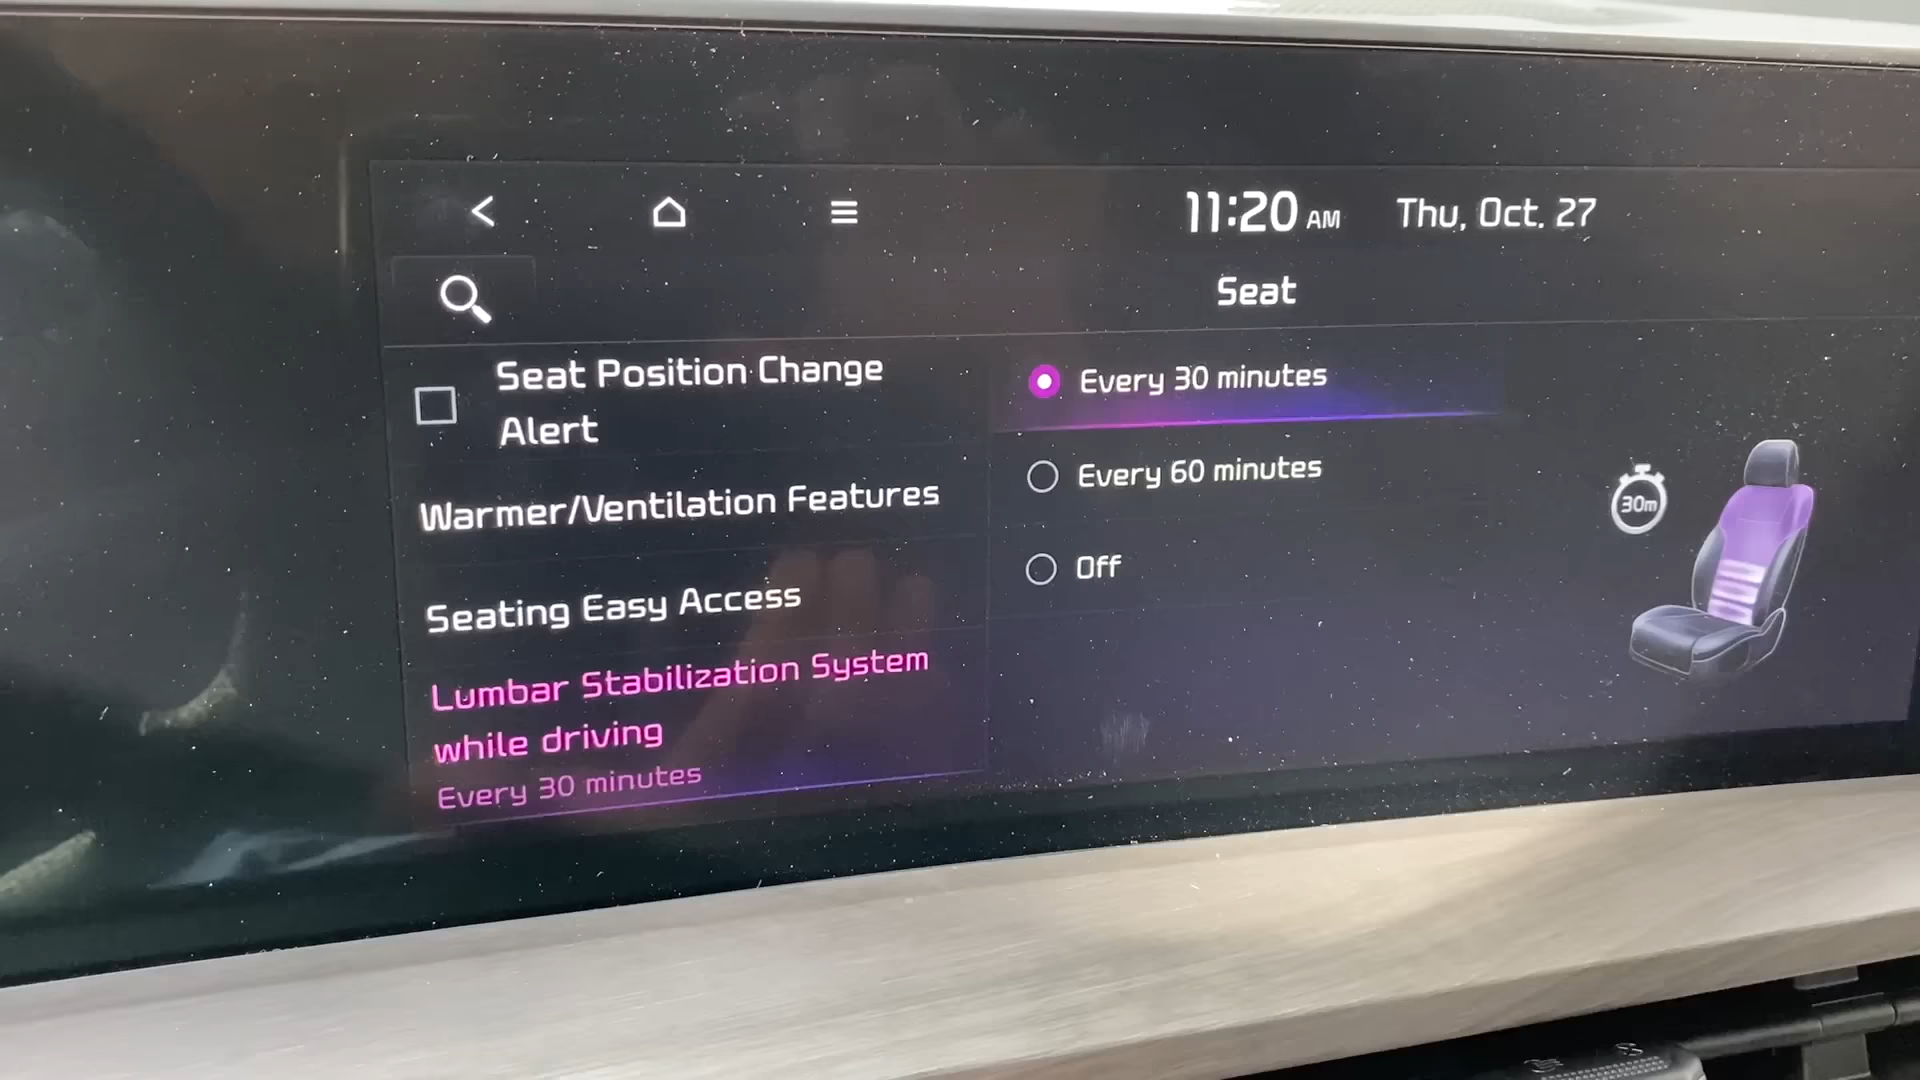 11:20 AM Thu, Oct. 27
Seat
Seat Position Change
Alert
Warmer/Ventilation Features
Seating Easy Access
Lumbar Stabilization System
while driving
Every 30 minutes
Every 30 minutes
Every 60 minutes
Off
30m